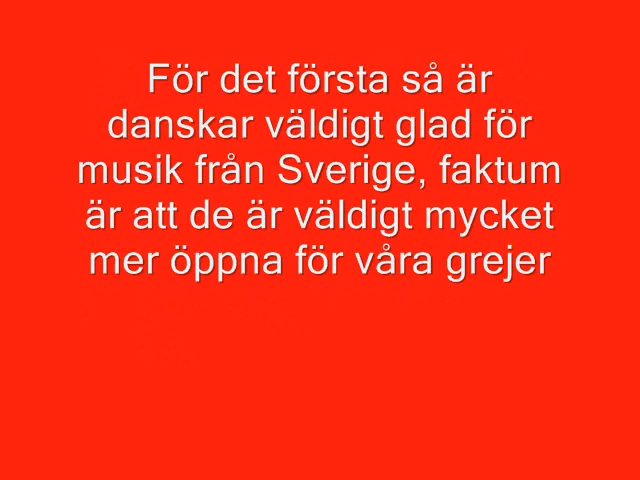 För det första så är
danskar väldigt glad för
musik från Sverige, faktum
är att de är väldigt mycket
mer öppna för våra grejer